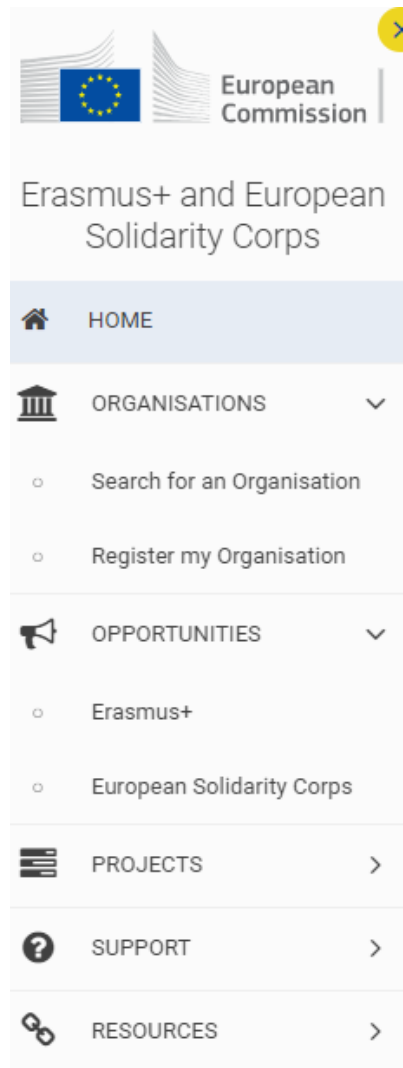 European
Commission
Erasmus+ and European
Solidarity Corps
HOME
ORGANISATIONS
Search for an Organisation
Register my Organisation
OPPORTUNITIES
Erasmus+
European Solidarity Corps
PROJECTS
SUPPORT
RESOURCES